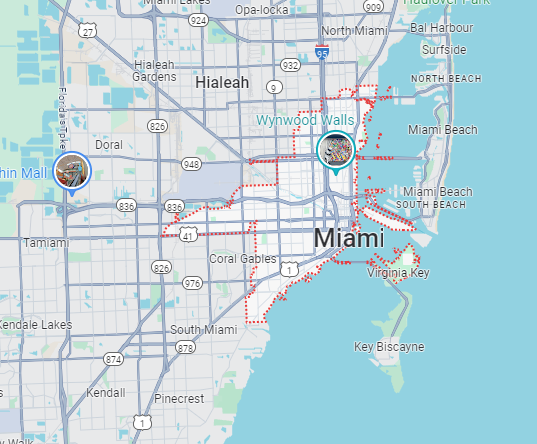 Miami Lakes
Opa-locka
Haulover Park
909
924
27
North Miami
Bal Harbour
Surfside
95
Hialeah
Gardens
932
Hialeah
9
NORTH BEACH
Florida's Tpke
826
Wynwood Walls
Miami Beach
Doral
948
hin Mall
836
836
Miami Beach
SOUTH BEACH
Tamiami
41
Miami
826
Coral Gables
1
Virginia Key
976
Kendale Lakes
South Miami
878
874
Key Biscayne
Kendall
Pinecrest
1
y Walk